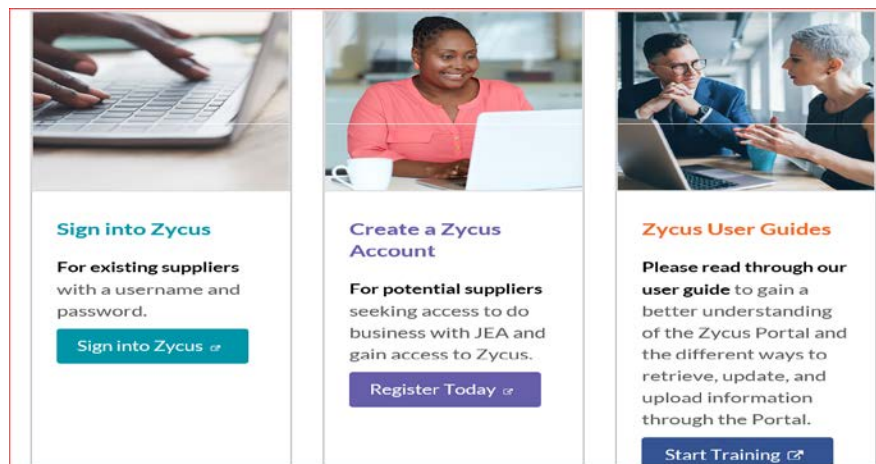 Sign into Zycus
For existing suppliers
with a username and
password.
Sign into Zycus
Create a Zycus
Account
For potential suppliers
seeking access to do
business with JEA and
gain access to Zycus.
Register Today
Zycus User Guides
Please read through our
user guide to gain a
better understanding
of the Zycus Portal and
the different ways to
retrieve, update, and
upload information
through the Portal.
Start Training